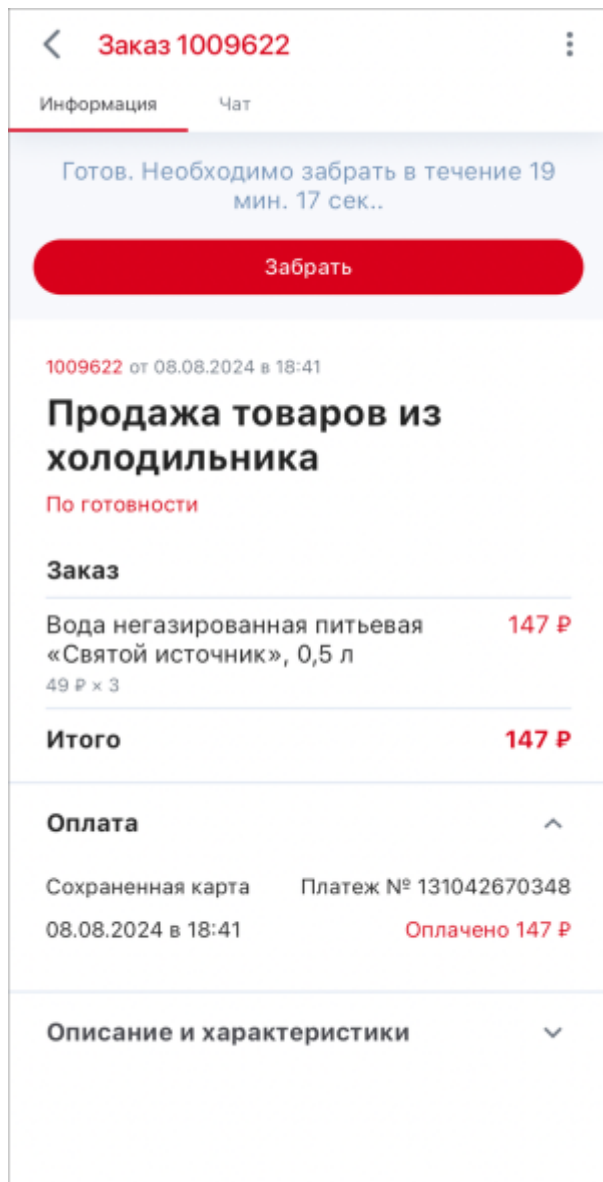 Заказ 1009622
Информация Чат
Готов. Необходимо забрать в течение 19
мин. 17 сек..
Забрать
1009622 от 08.08.2024 в 18:41
Продажа товаров из
холодильника
По готовности
Заказ
Вода негазированная питьевая 147 ₽
«Святой источник», 0,5 л
49 ₽ × 3
Итого 147 ₽
Оплата
Сохраненная карта Платеж № 131042670348
08.08.2024 в 18:41 Оплачено 147 ₽
Описание и характеристики